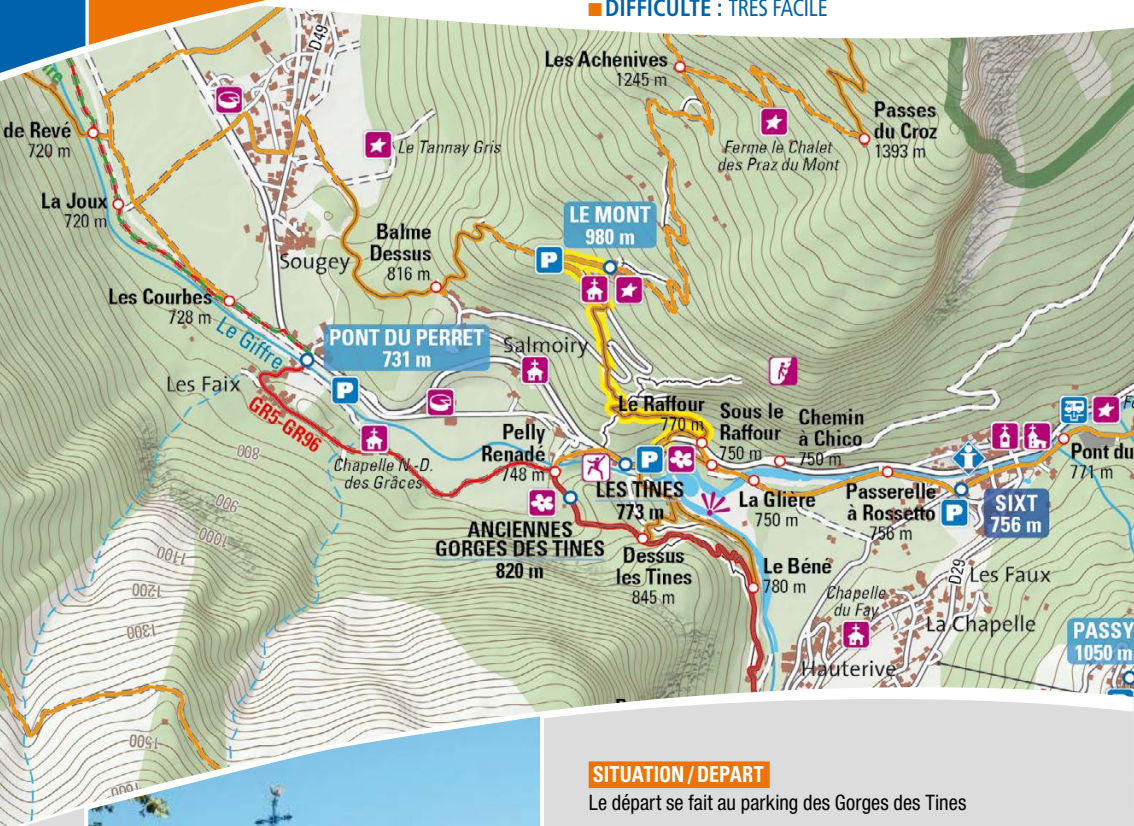 ■ DIFFICULTÉ : TRÈS FACILE
D49
Les Achenives
1245 m
Passes
du Croz
1393 m
Ferme le Chalet
des Praz du Mont
de Revé
720 m
Le Tannay Gris
La Joux
720 m
LE MONT
980 m
P
Balme
Dessus
816 m
Sougey
Les Courbes
728 m
Le Giffre
PONT DU PERRET
731 m
Salmoiry
Les Faix
P
GR5-GR96
Le Raffour
770 m
Sous le
Raffour
750 m
Chemin
à Chico
750 m
Pelly
Renadé
748 m
Chapelle N.-D.
des Grâces
P
LES TINES
773 m
La Glière
750 m
Passerelle
à Rossetto
756 m
P
SIXT
756 m
Pont du
771 m
ANCIENNES
GORGES DES TINES
820 m
Dessus
les Tines
845 m
Le Béné
780 m
Chapelle
du Fay
D29
Les Faux
La Chapelle
Hauterive
PASSY
1050 m
800
900
1000
1100
1200
1300
1500
1600
SITUATION / DEPART
Le départ se fait au parking des Gorges des Tines